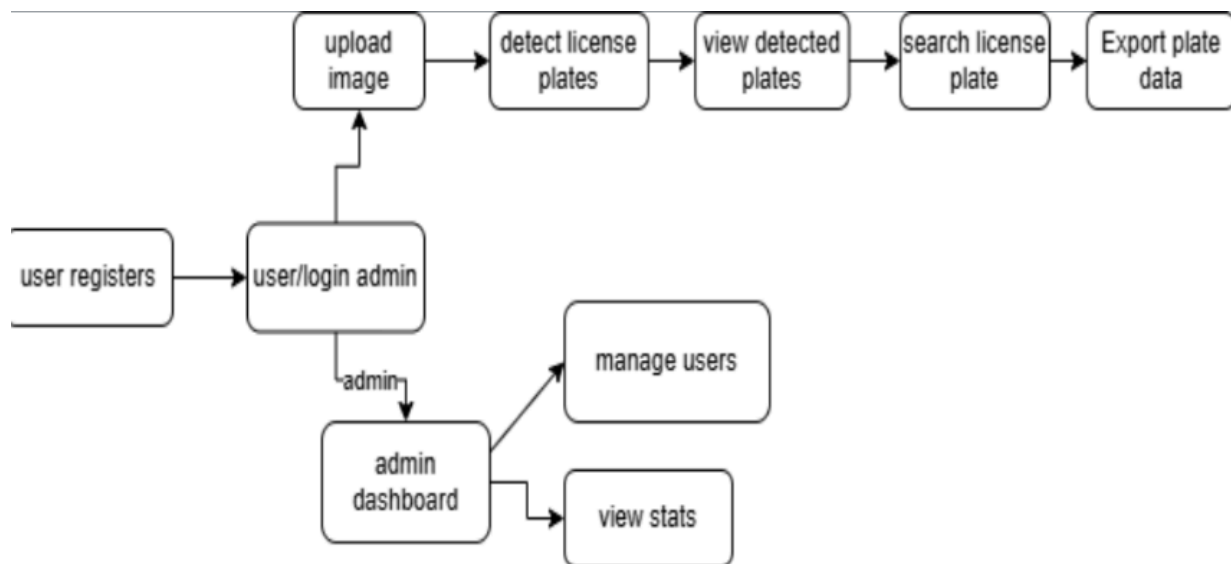 upload
image
detect license
plates
view detected
plates
search license
plate
Export plate
data
user registers
user/login admin
manage users
admin
admin
dashboard
view stats